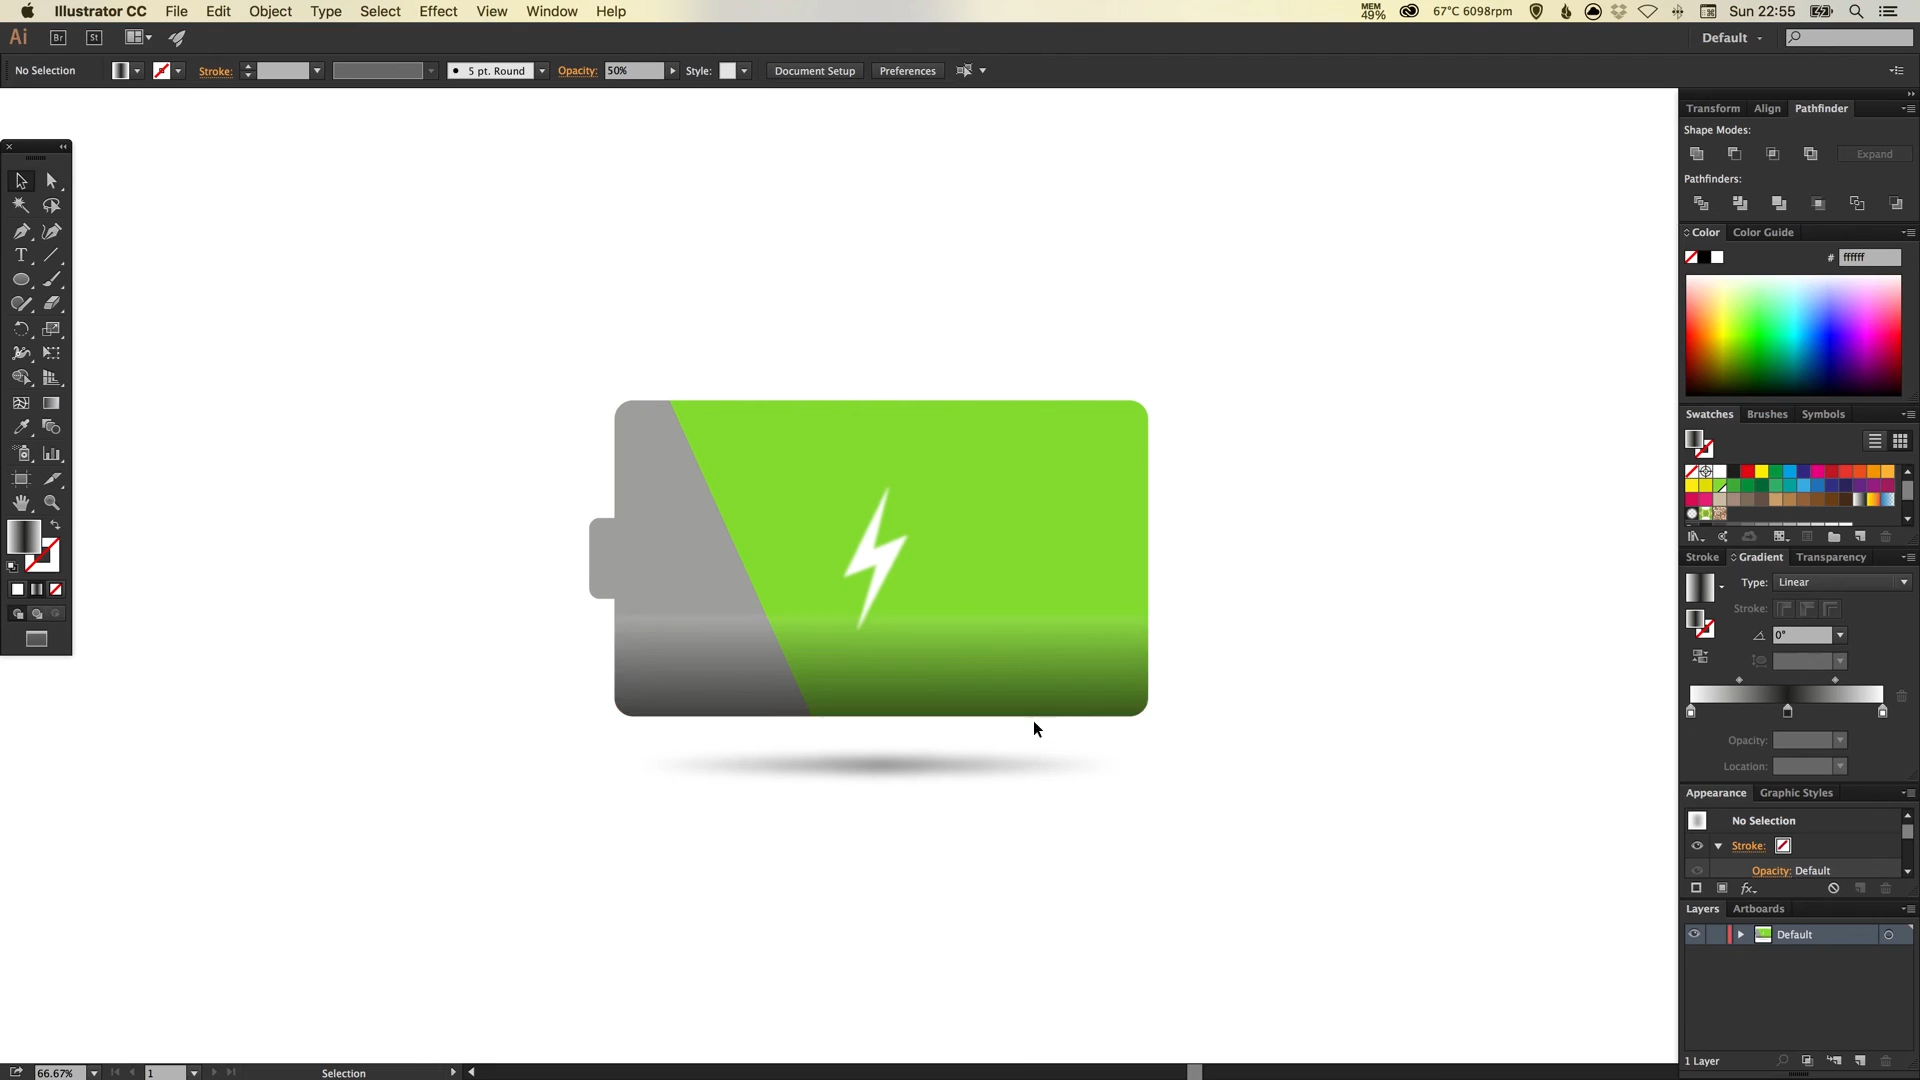 Illustrator CC File Edit Object Type Select Effect View Window Help MEM 49% 67°C 6098rpm Sun 22:55
Ai Br St Default
No Selection Stroke: 5 pt. Round Opacity: 50% Style: Document Setup Preferences
Transform Align Pathfinder
Shape Modes:
Expand
Pathfinders:
Color Color Guide
# ffffff
Swatches Brushes Symbols
Stroke Gradient Transparency
Type: Linear
Stroke:
0°
Opacity:
Location:
Appearance Graphic Styles
No Selection
Stroke:
Opacity: Default
fx
Layers Artboards
Default
1 Layer
66.67% 1 Selection